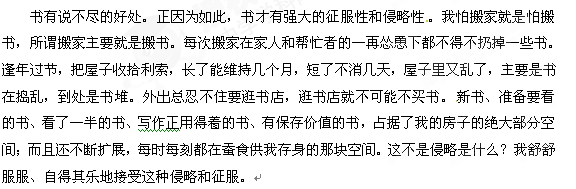 书有说不尽的好处。正因为如此，书才有强大的征服性和侵略性。我怕搬家就是怕搬
书，所谓搬家主要就是搬书。每次搬家在家人和帮忙者的一再怂恿下都不得不扔掉一些书。
逢年过节，把屋子收拾利索，长了能维持几个月，短了不消几天，屋子里又乱了，主要是书
在捣乱，到处是书堆。外出总忍不住要逛书店，逛书店就不可能不买书。新书、准备要看
的书、看了一半的书、写作正用得着的书、有保存价值的书，占据了我的房子的绝大部分空
间；而且还不断扩展，每时每刻都在蚕食供我存身的那块空间。这不是侵略是什么？我舒舒
服服、自得其乐地接受这种侵略和征服。